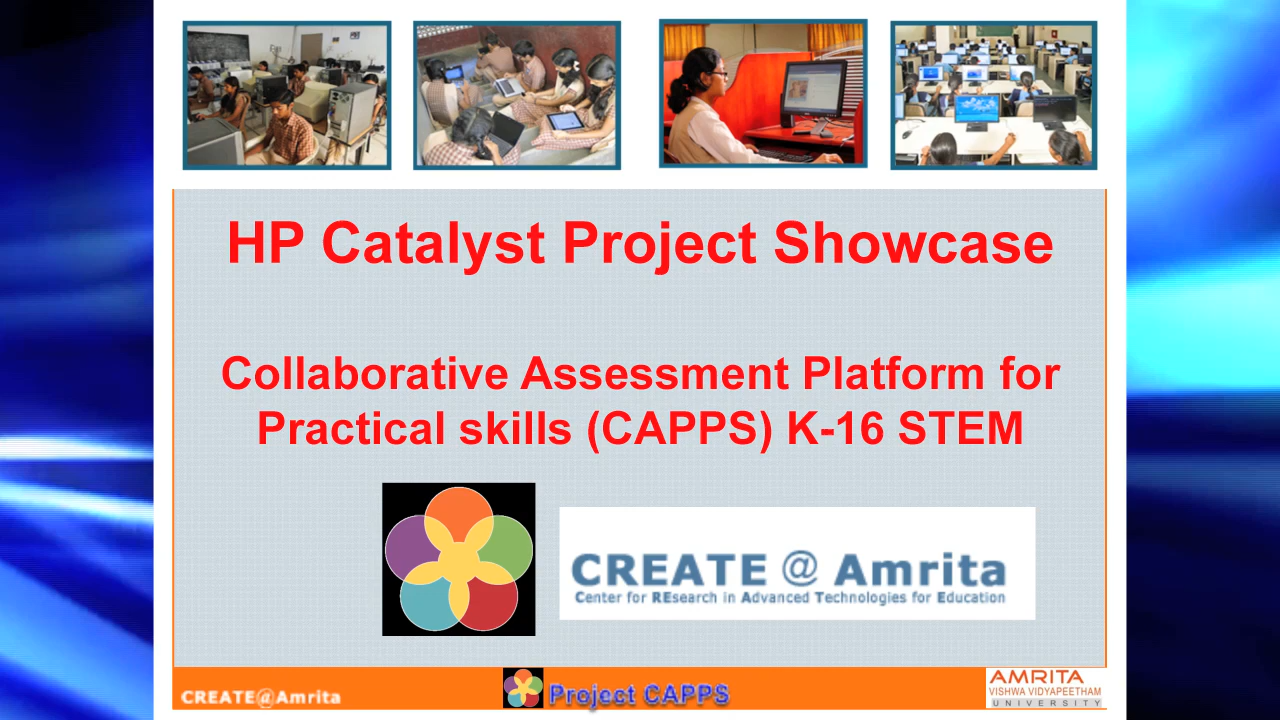 HP Catalyst Project Showcase
Collaborative Assessment Platform for
Practical skills (CAPPS) K-16 STEM
CREATE @ Amrita
Center for REsearch in Advanced Technologies for Education
CREATE@Amrita
Project CAPPS
AMRITA
VISHWA VIDYAPEETHAM
UNIVERSITY